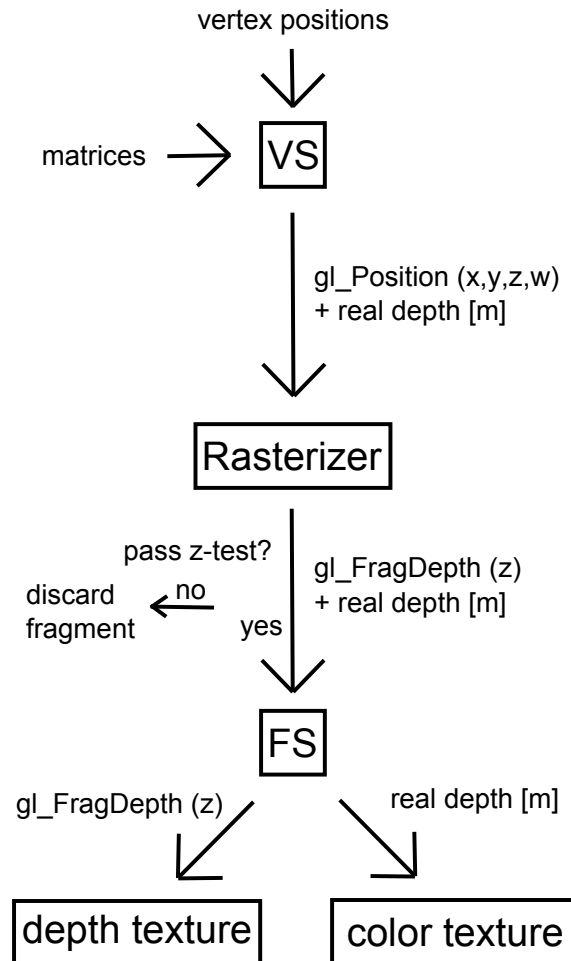 vertex positions
matrices
VS
gl_Position (x,y,z,w)
+ real depth [m]
Rasterizer
pass z-test?
no
discard
fragment
yes
gl_FragDepth (z)
+ real depth [m]
FS
gl_FragDepth (z)
real depth [m]
depth texture
color texture